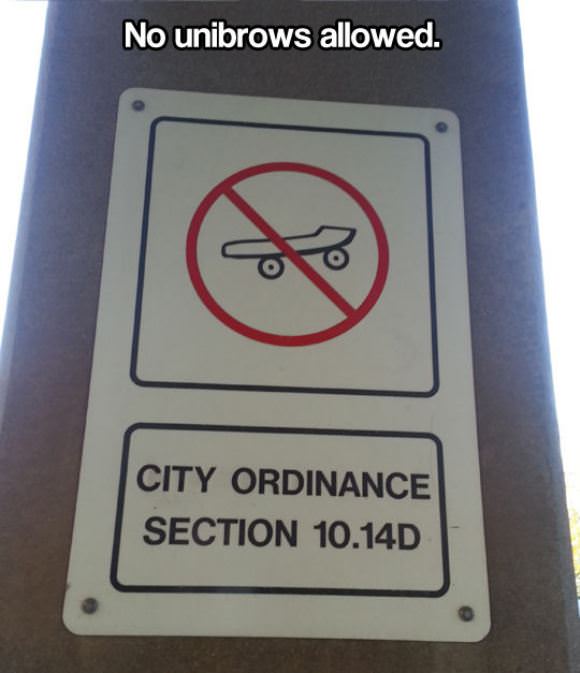 No unibrows allowed.
CITY ORDINANCE
SECTION 10.14D